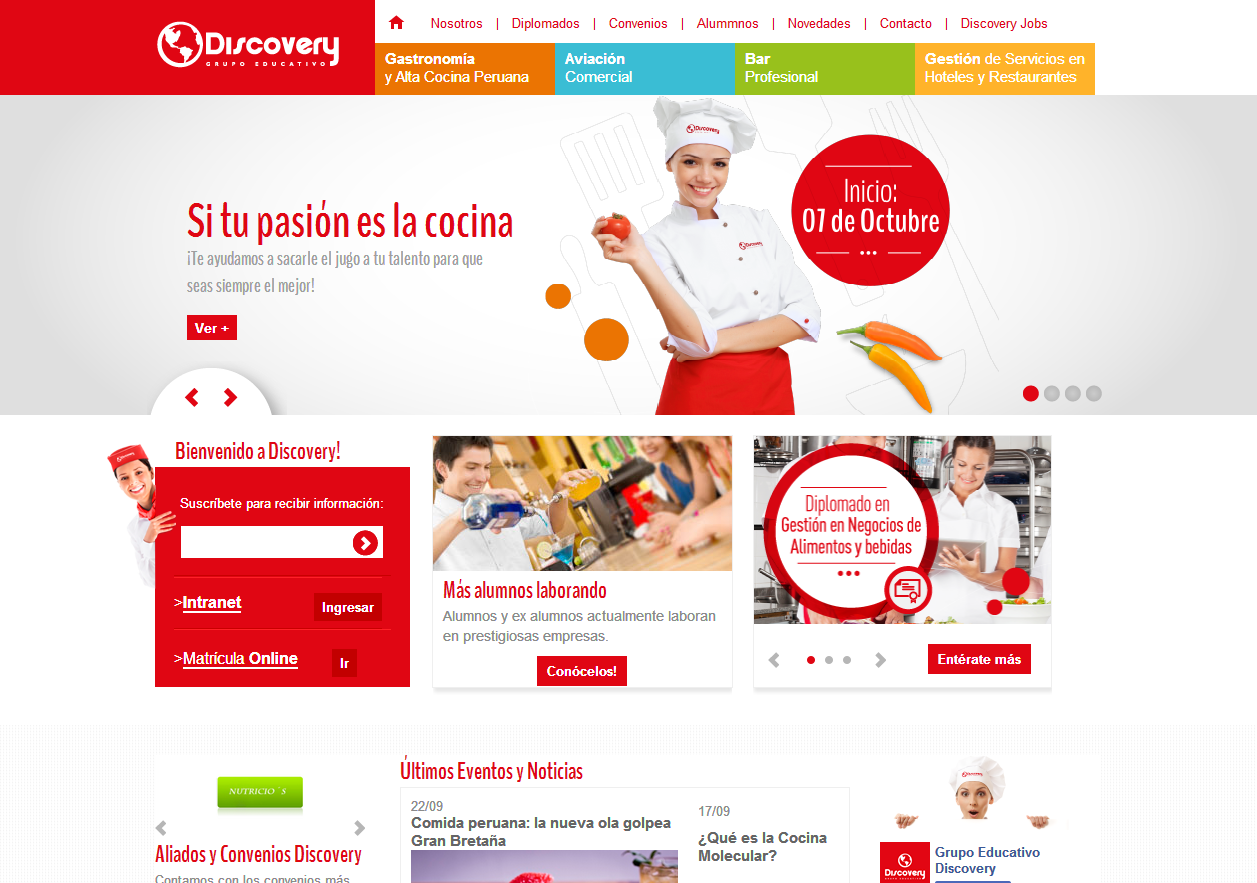 Discovery
GRUPO EDUCATIVO
Nosotros | Diplomados | Convenios | Alummnos | Novedades | Contacto | Discovery Jobs
Gastronomía
y Alta Cocina Peruana
Aviación
Comercial
Bar
Profesional
Gestión de Servicios en
Hoteles y Restaurantes
Discovery
Discovery
Inicio:
07 de Octubre
Si tu pasión es la cocina
¡Te ayudamos a sacarle el jugo a tu talento para que
seas siempre el mejor!
Ver +
Bienvenido a Discovery!
Suscríbete para recibir información:
>Intranet
Ingresar
>Matrícula Online
Ir
Más alumnos laborando
Alumnos y ex alumnos actualmente laboran
en prestigiosas empresas.
Conócelos!
Diplomado en
Gestión en Negocios de
Alimentos y bebidas
Entérate más
NUTRICIO´S
Aliados y Convenios Discovery
Contamos con los convenios más
Últimos Eventos y Noticias
22/09
Comida peruana: la nueva ola golpea
Gran Bretaña
17/09
¿Qué es la Cocina
Molecular?
Discovery
Discovery
Grupo Educativo
Discovery